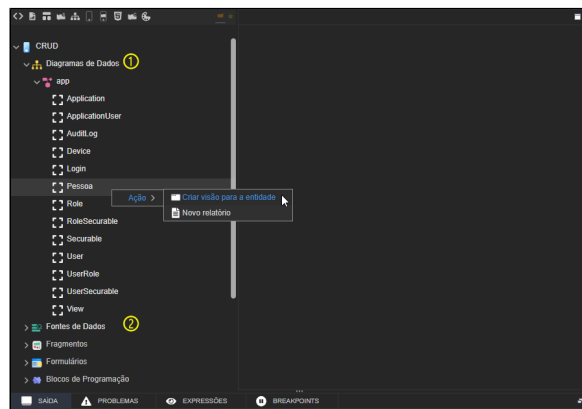 CRUD
Diagramas de Dados ①
app
Application
ApplicationUser
AuditLog
Device
Login
Pessoa
Ação > Criar visão para a entidade
Role
Novo relatório
RoleSecurable
Securable
User
UserRole
UserSecurable
View
Fontes de Dados ②
Fragmentos
Formulários
Blocos de Programação
SAÍDA PROBLEMAS EXPRESSÕES BREAKPOINTS